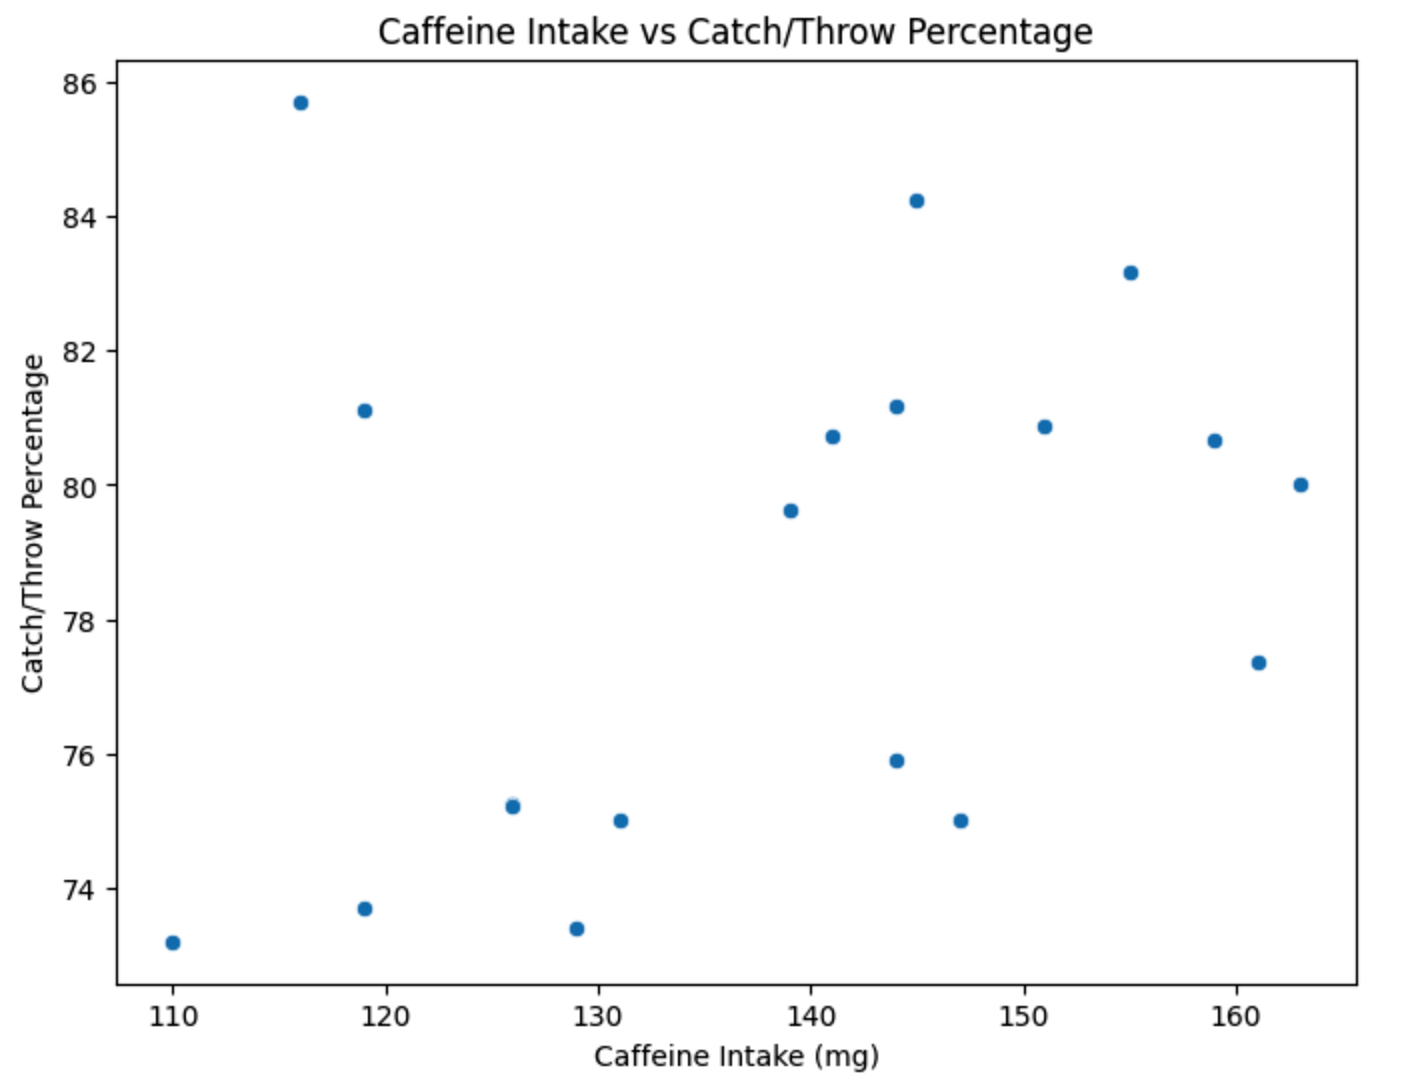 Caffeine Intake vs Catch/Throw Percentage
86
84
82
80
78
76
74
Catch/Throw Percentage
110 120 130 140 150 160
Caffeine Intake (mg)